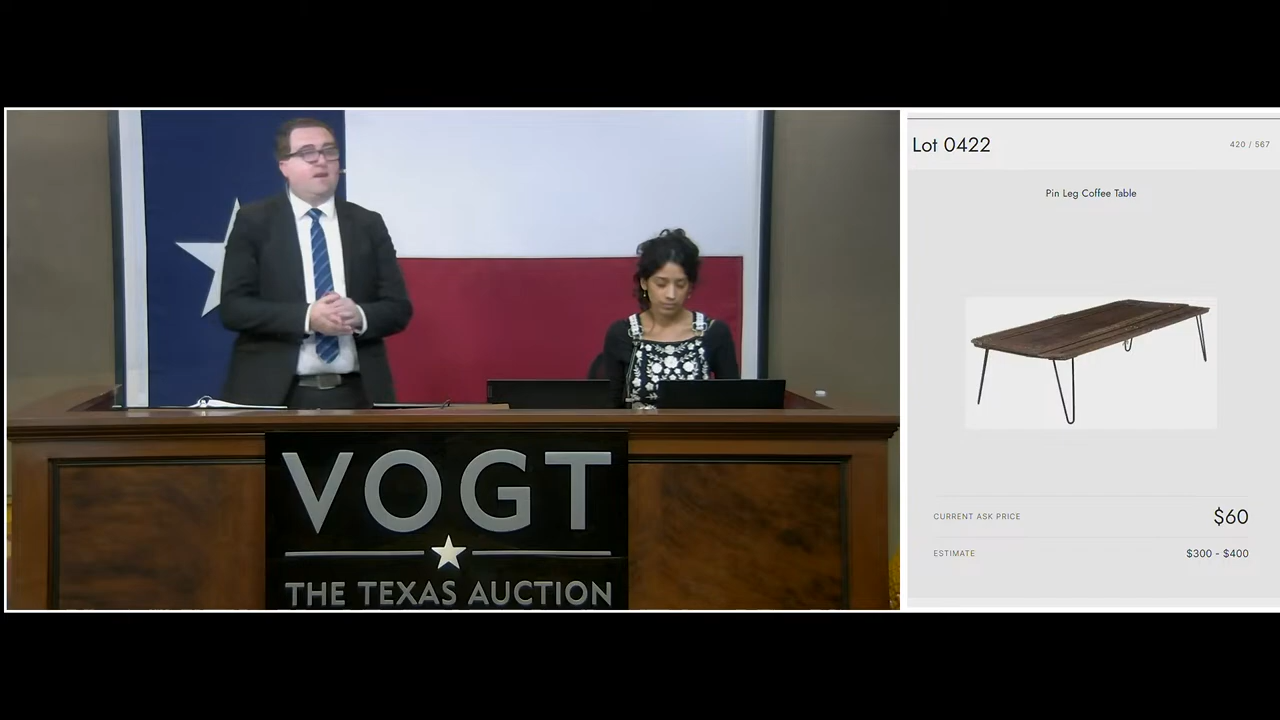 VOGT
THE TEXAS AUCTION
Lot 0422
420 / 567
Pin Leg Coffee Table
CURRENT ASK PRICE
$60
ESTIMATE
$300 - $400